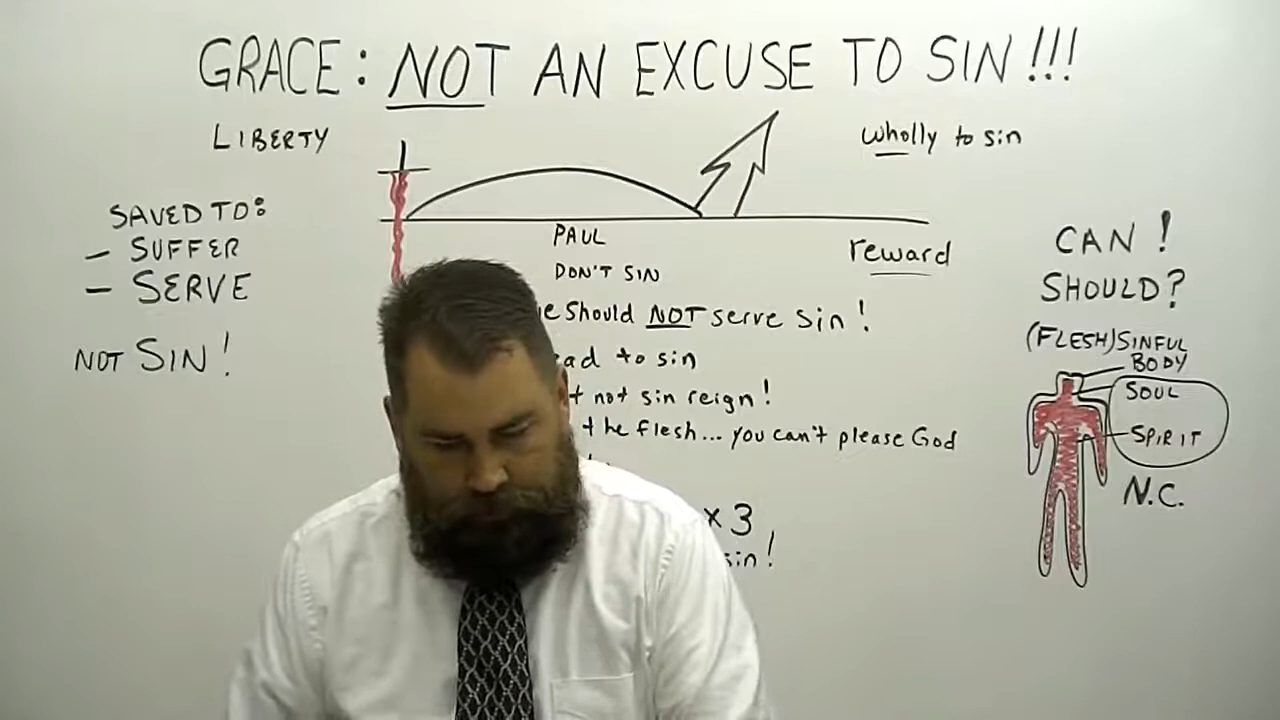 GRACE: NOT AN EXCUSE TO SIN!!!
LIBERTY
wholly to sin
SAVED TO:
- SUFFER
- SERVE
NOT SIN!
PAUL
DON'T SIN
reward
should NOT serve sin!
to sin
not sin reign!
the flesh... you can't please God
x 3
sin!
CAN!
SHOULD?
(FLESH) SINFUL
BODY
SOUL
SPIRIT
N.C.